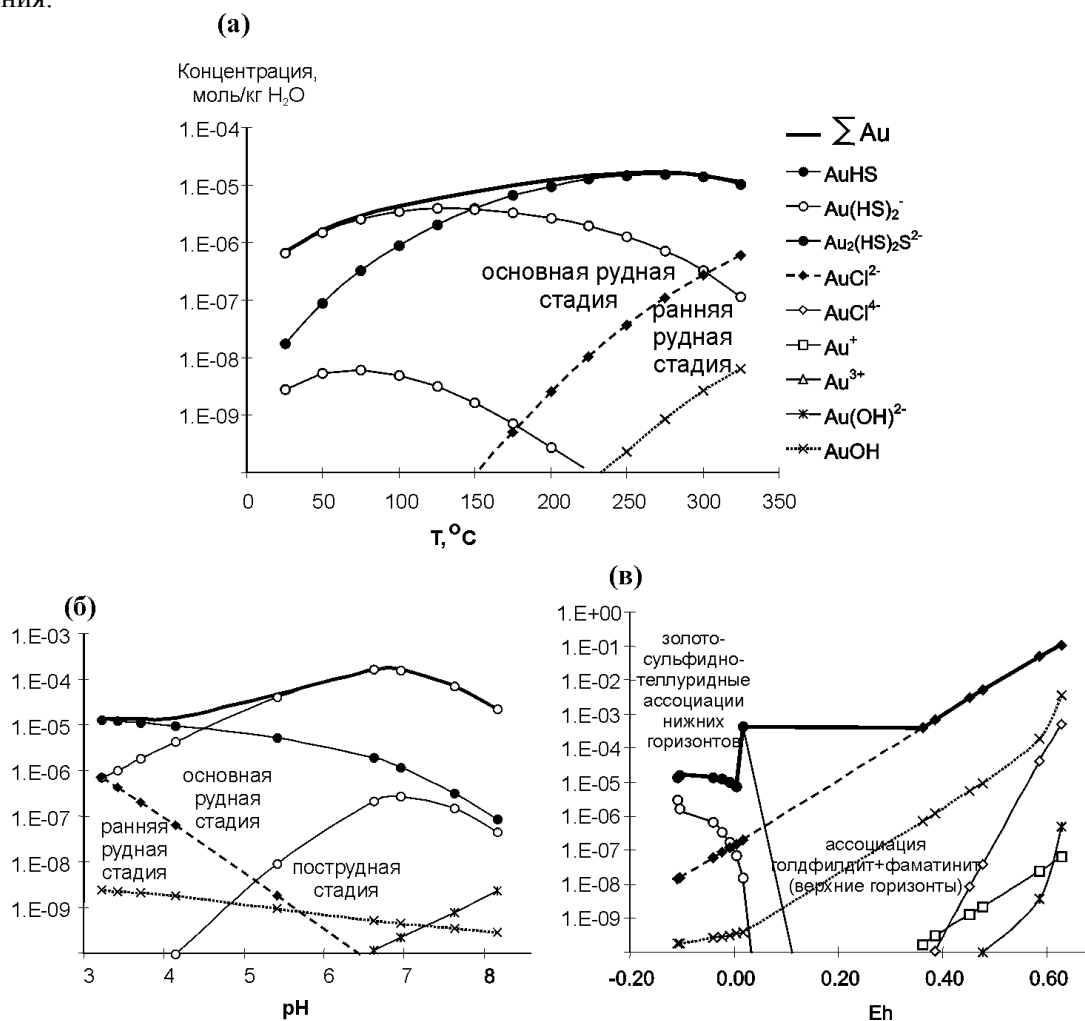 ния.
(а)
Концентрация,
моль/кг H₂O
1.E-04
1.E-05
1.E-06
1.E-07
1.E-08
1.E-09
0 50 100 150 200 250 300 350
T, °C
основная рудная
стадия
ранняя
рудная
стадия
∑ Au
AuHS
Au(HS)₂⁻
Au₂(HS)₂S²⁻
AuCl²⁻
AuCl⁴⁻
Au⁺
Au³⁺
Au(OH)²⁻
AuOH
(б)
1.E-03
1.E-04
1.E-05
1.E-06
1.E-07
1.E-08
1.E-09
3 4 5 6 7 8
pH
основная
рудная
стадия
ранняя
рудная
стадия
пострудная
стадия
(в)
1.E+00
1.E-01
1.E-02
1.E-03
1.E-04
1.E-05
1.E-06
1.E-07
1.E-08
1.E-09
-0.20 0.00 0.20 0.40 0.60
Eh
золото-
сульфидно-
теллуридные
ассоциации
нижних
горизонтов
ассоциация
голдфилдит+фаматинит
(верхние горизонты)